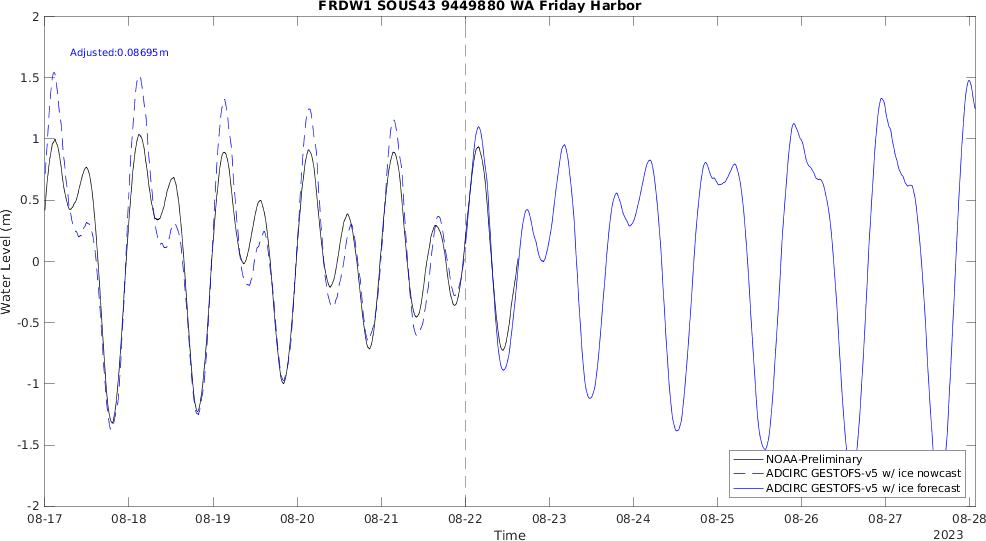 FRDW1 SOUS43 9449880 WA Friday Harbor
Adjusted:0.08695m
Water Level (m)
2
1.5
1
0.5
0
-0.5
-1
-1.5
-2
NOAA-Preliminary
ADCIRC GESTOFS-v5 w/ ice nowcast
ADCIRC GESTOFS-v5 w/ ice forecast
08-17 08-18 08-19 08-20 08-21 08-22 08-23 08-24 08-25 08-26 08-27 08-28
Time
2023